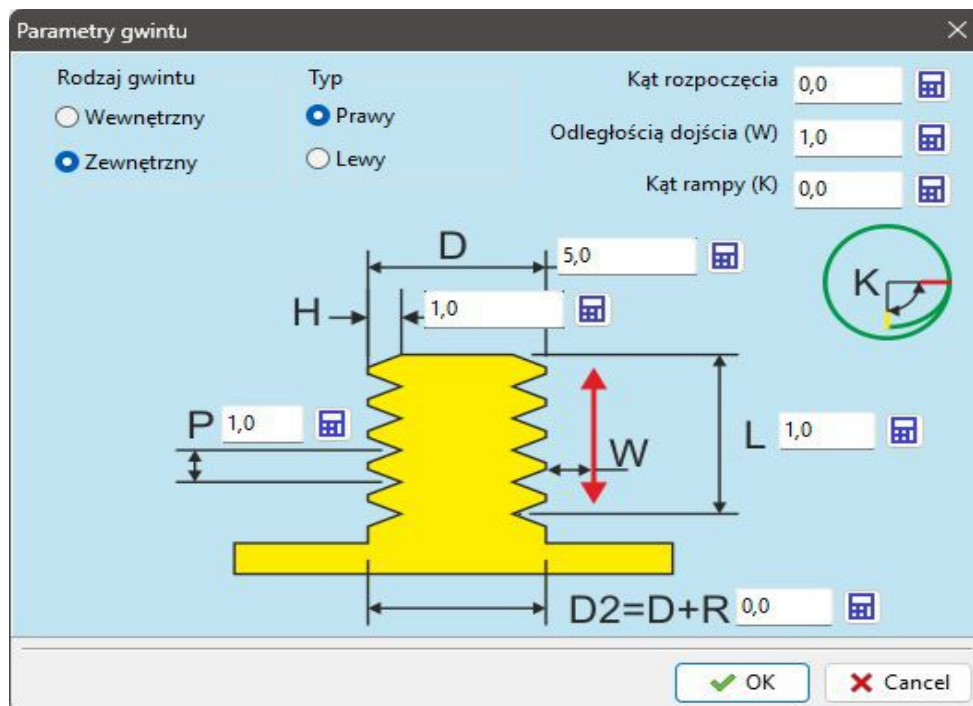 Parametry gwintu
Rodzaj gwintu
Wewnętrzny
Zewnętrzny
Typ
Prawy
Lewy
Kąt rozpoczęcia 0,0
Odległością dojścia (W) 1,0
Kąt rampy (K) 0,0
D 5,0
K
H 1,0
P 1,0
W
L 1,0
D2=D+R 0,0
OK
Cancel